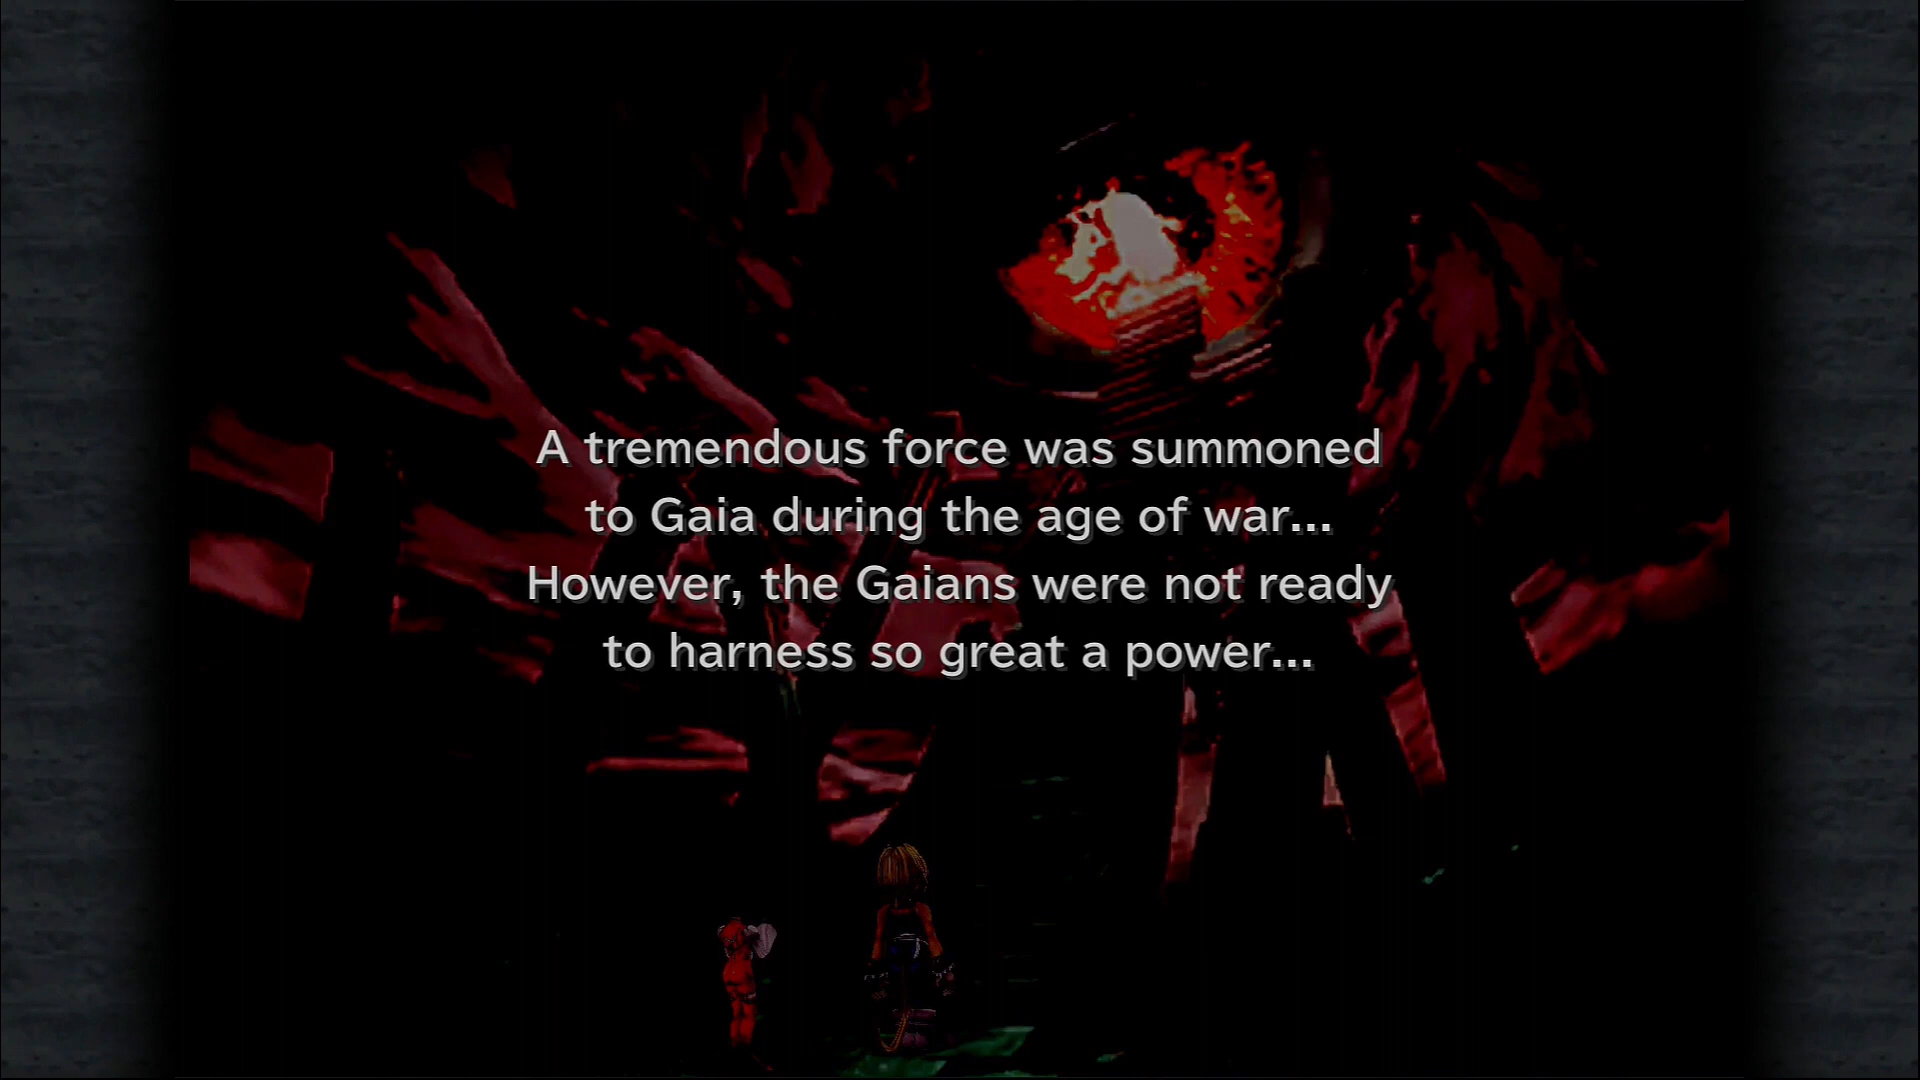 A tremendous force was summoned
to Gaia during the age of war...
However, the Gaians were not ready
to harness so great a power...